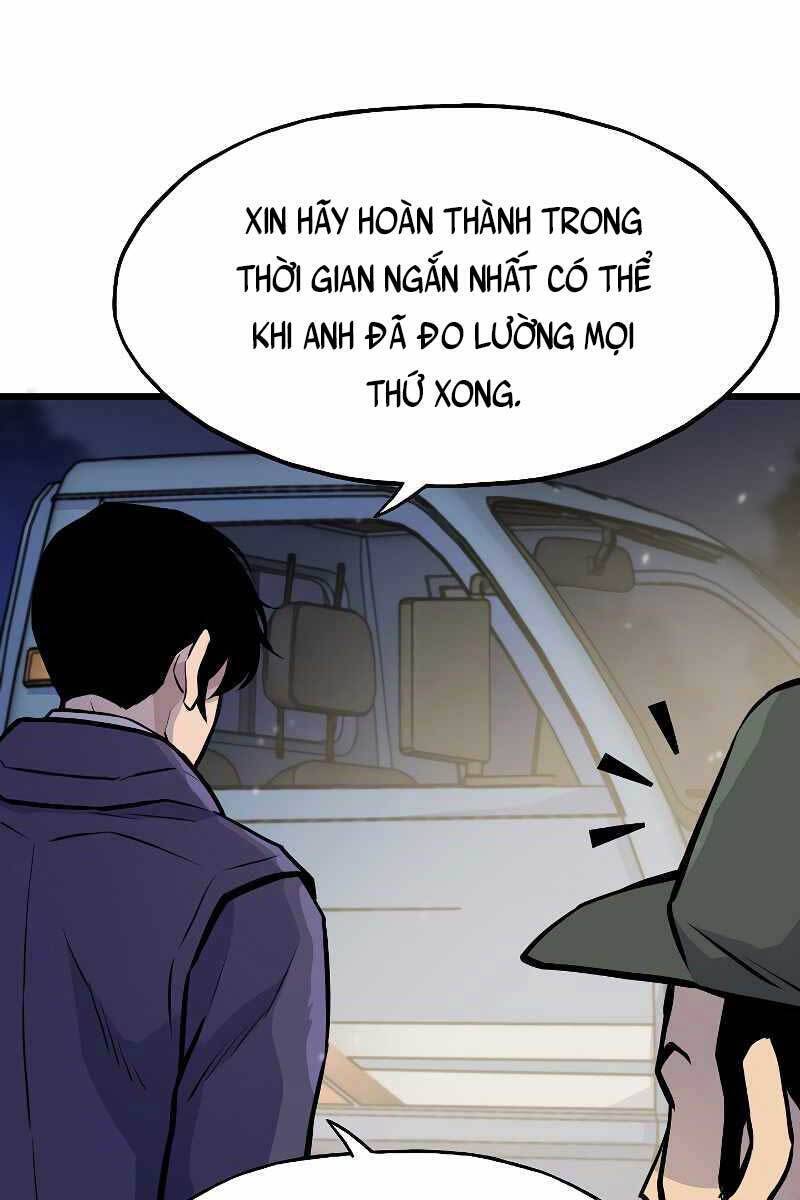 XIN HÃY HOÀN THÀNH TRONG
THỜI GIAN NGẮN NHẤT CÓ THỂ
KHI ANH ĐÃ ĐO LƯỜNG MỌI
THỨ XONG.